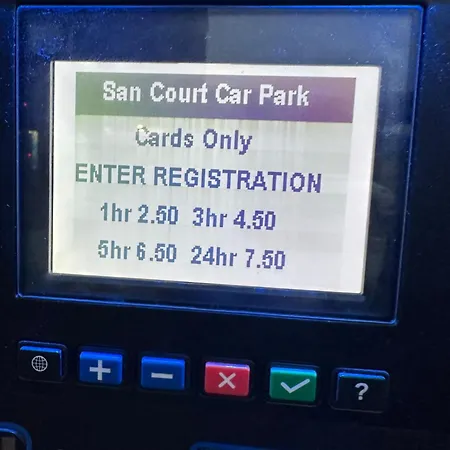 San Court Car Park
Cards Only
ENTER REGISTRATION
1hr 2.50 3hr 4.50
5hr 6.50 24hr 7.50
+ − × ✓ ?